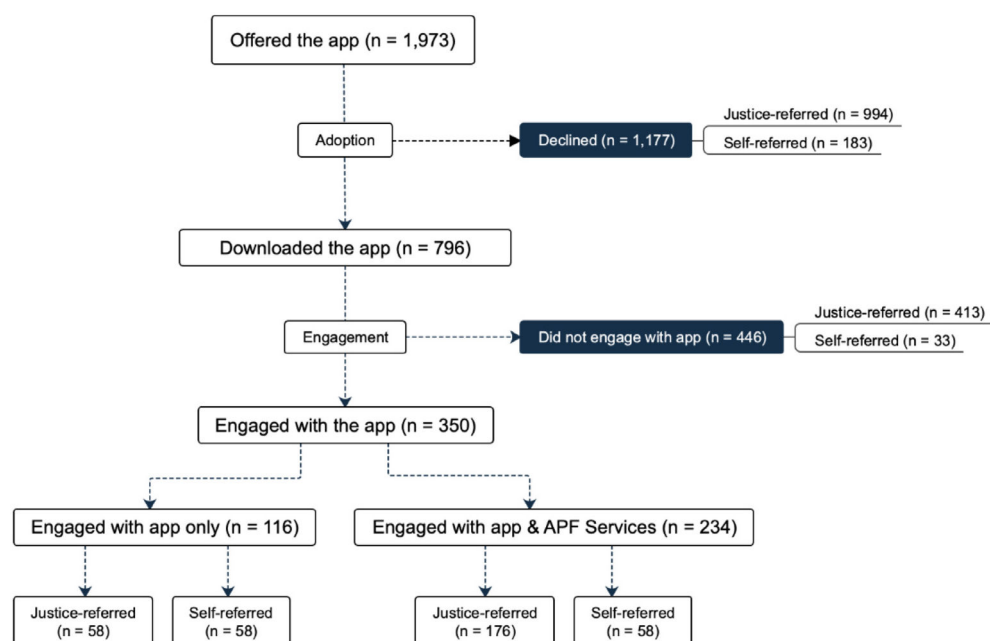 Offered the app (n = 1,973)
Adoption
Declined (n = 1,177)
Justice-referred (n = 994)
Self-referred (n = 183)
Downloaded the app (n = 796)
Engagement
Did not engage with app (n = 446)
Justice-referred (n = 413)
Self-referred (n = 33)
Engaged with the app (n = 350)
Engaged with app only (n = 116)
Engaged with app & APF Services (n = 234)
Justice-referred
(n = 58)
Self-referred
(n = 58)
Justice-referred
(n = 176)
Self-referred
(n = 58)